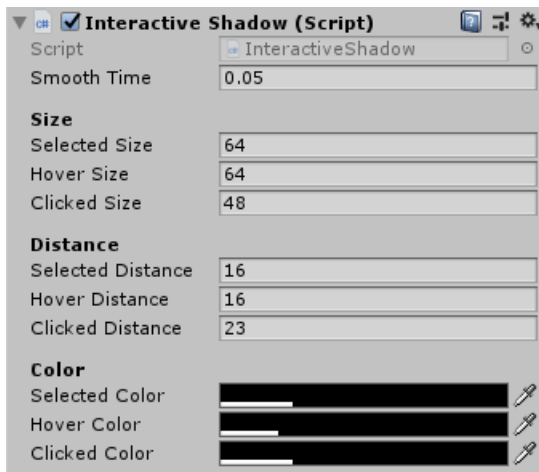 Interactive Shadow (Script)
Script InteractiveShadow
Smooth Time 0.05
Size
Selected Size 64
Hover Size 64
Clicked Size 48
Distance
Selected Distance 16
Hover Distance 16
Clicked Distance 23
Color
Selected Color
Hover Color
Clicked Color